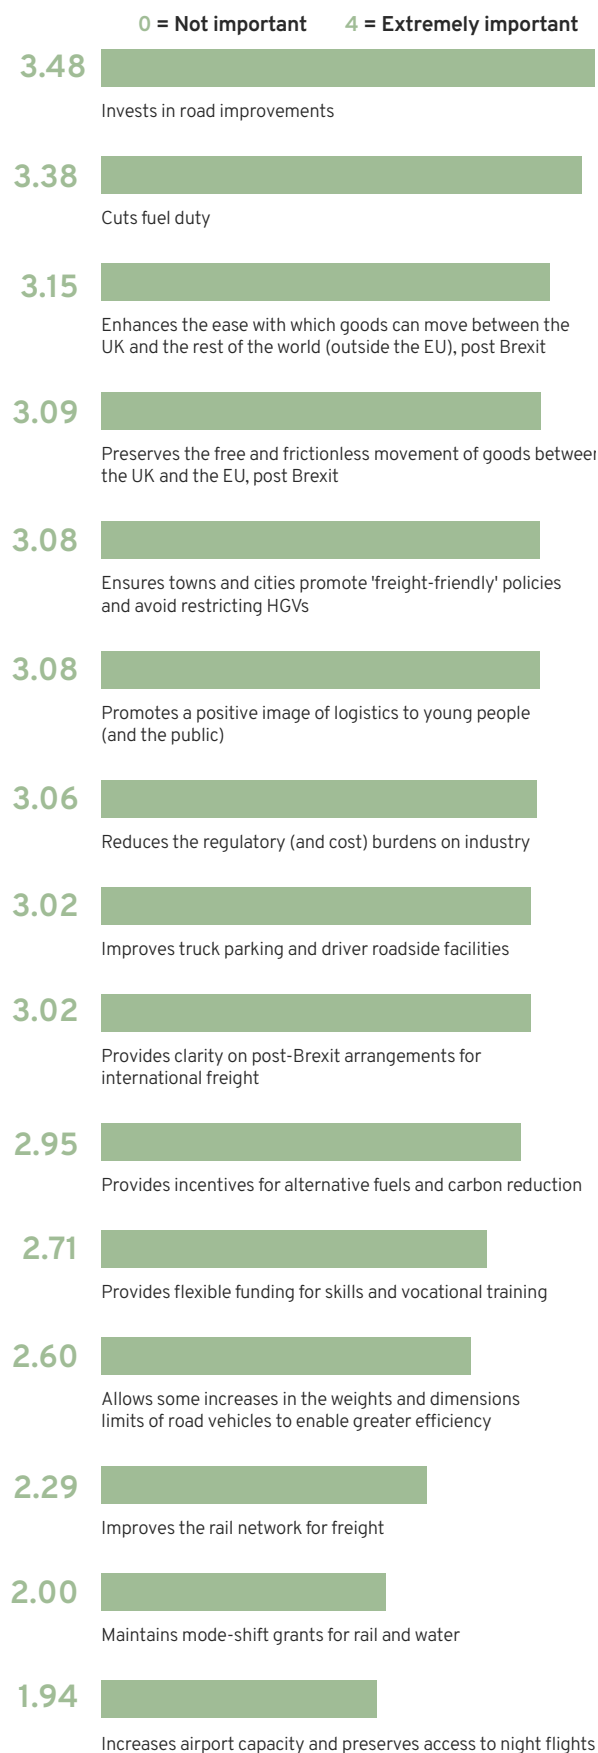 0 = Not important 4 = Extremely important
3.48
Invests in road improvements
3.38
Cuts fuel duty
3.15
Enhances the ease with which goods can move between the
UK and the rest of the world (outside the EU), post Brexit
3.09
Preserves the free and frictionless movement of goods between
the UK and the EU, post Brexit
3.08
Ensures towns and cities promote 'freight-friendly' policies
and avoid restricting HGVs
3.08
Promotes a positive image of logistics to young people
(and the public)
3.06
Reduces the regulatory (and cost) burdens on industry
3.02
Improves truck parking and driver roadside facilities
3.02
Provides clarity on post-Brexit arrangements for
international freight
2.95
Provides incentives for alternative fuels and carbon reduction
2.71
Provides flexible funding for skills and vocational training
2.60
Allows some increases in the weights and dimensions
limits of road vehicles to enable greater efficiency
2.29
Improves the rail network for freight
2.00
Maintains mode-shift grants for rail and water
1.94
Increases airport capacity and preserves access to night flights